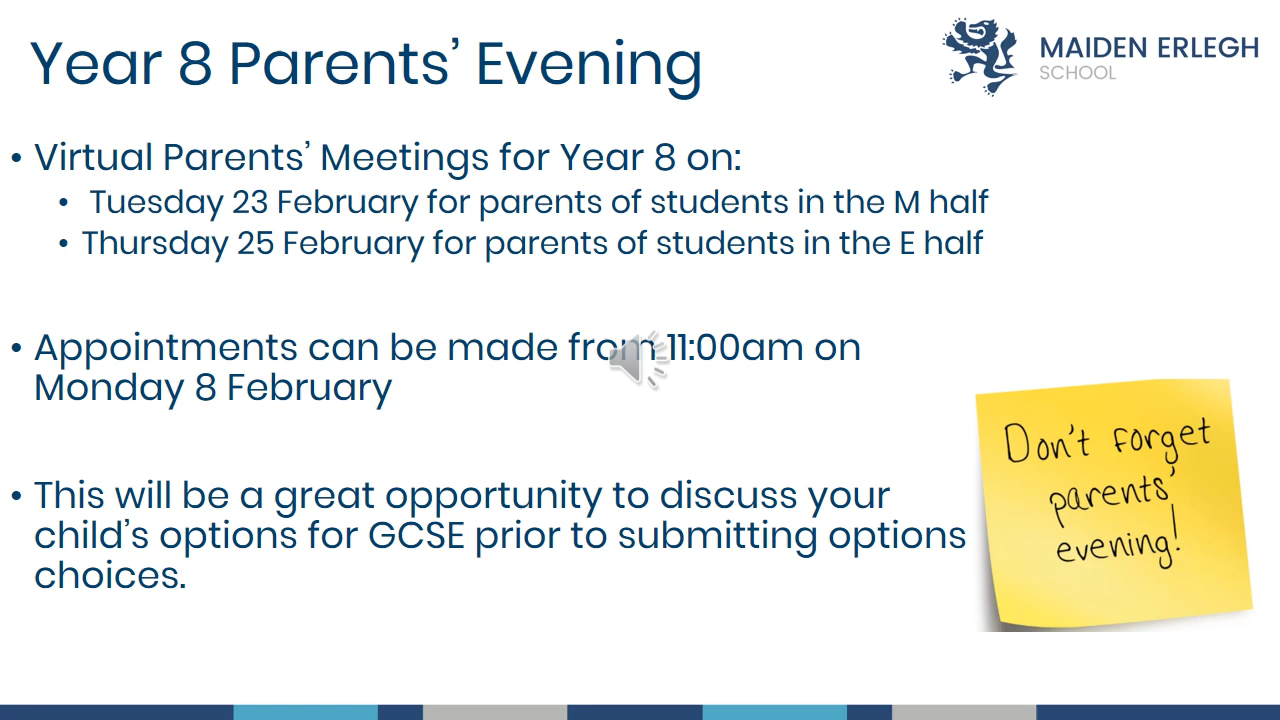 Year 8 Parents’ Evening
MAIDEN ERLEGH
SCHOOL
• Virtual Parents’ Meetings for Year 8 on:
• Tuesday 23 February for parents of students in the M half
• Thursday 25 February for parents of students in the E half
• Appointments can be made from 11:00am on
Monday 8 February
• This will be a great opportunity to discuss your
child’s options for GCSE prior to submitting options
choices.
Don't forget
parents'
evening!